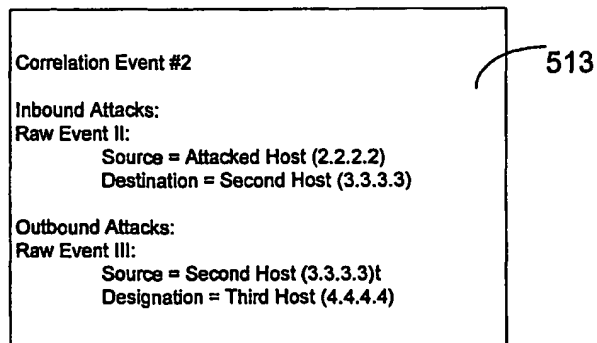 Correlation Event #2
513
Inbound Attacks:
Raw Event II:
Source = Attacked Host (2.2.2.2)
Destination = Second Host (3.3.3.3)
Outbound Attacks:
Raw Event III:
Source = Second Host (3.3.3.3)t
Designation = Third Host (4.4.4.4)